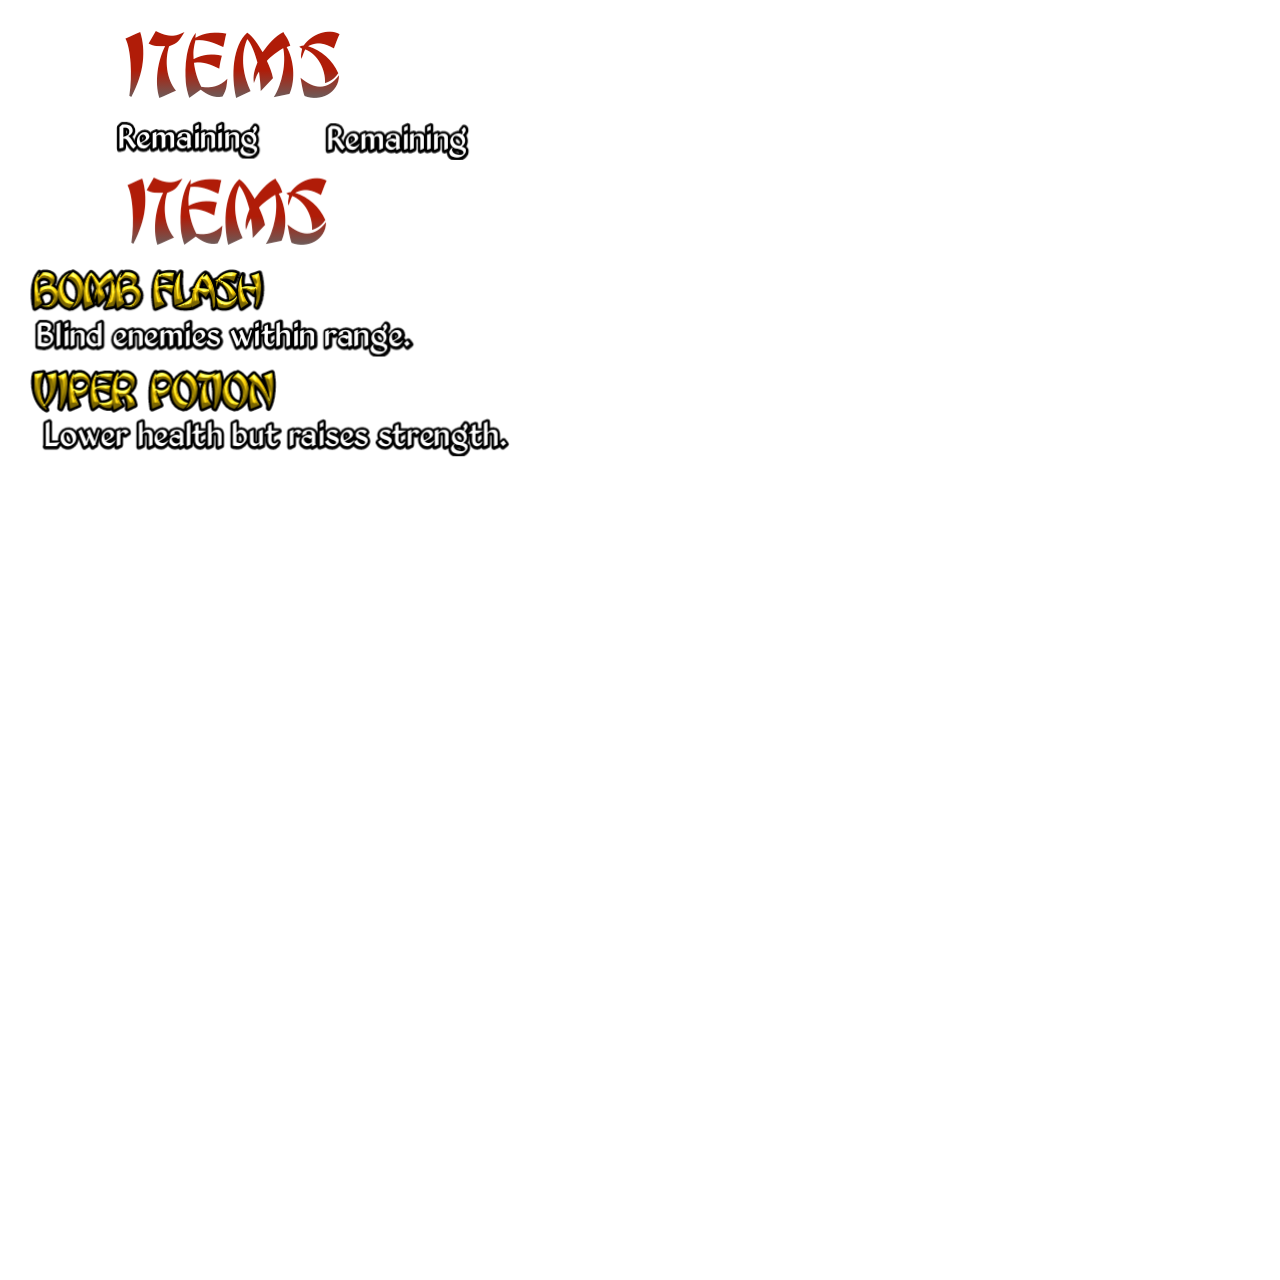 ITEMS
Remaining Remaining
ITEMS
BOMB FLASH
Blind enemies within range.
VIPER POTION
Lower health but raises strength.